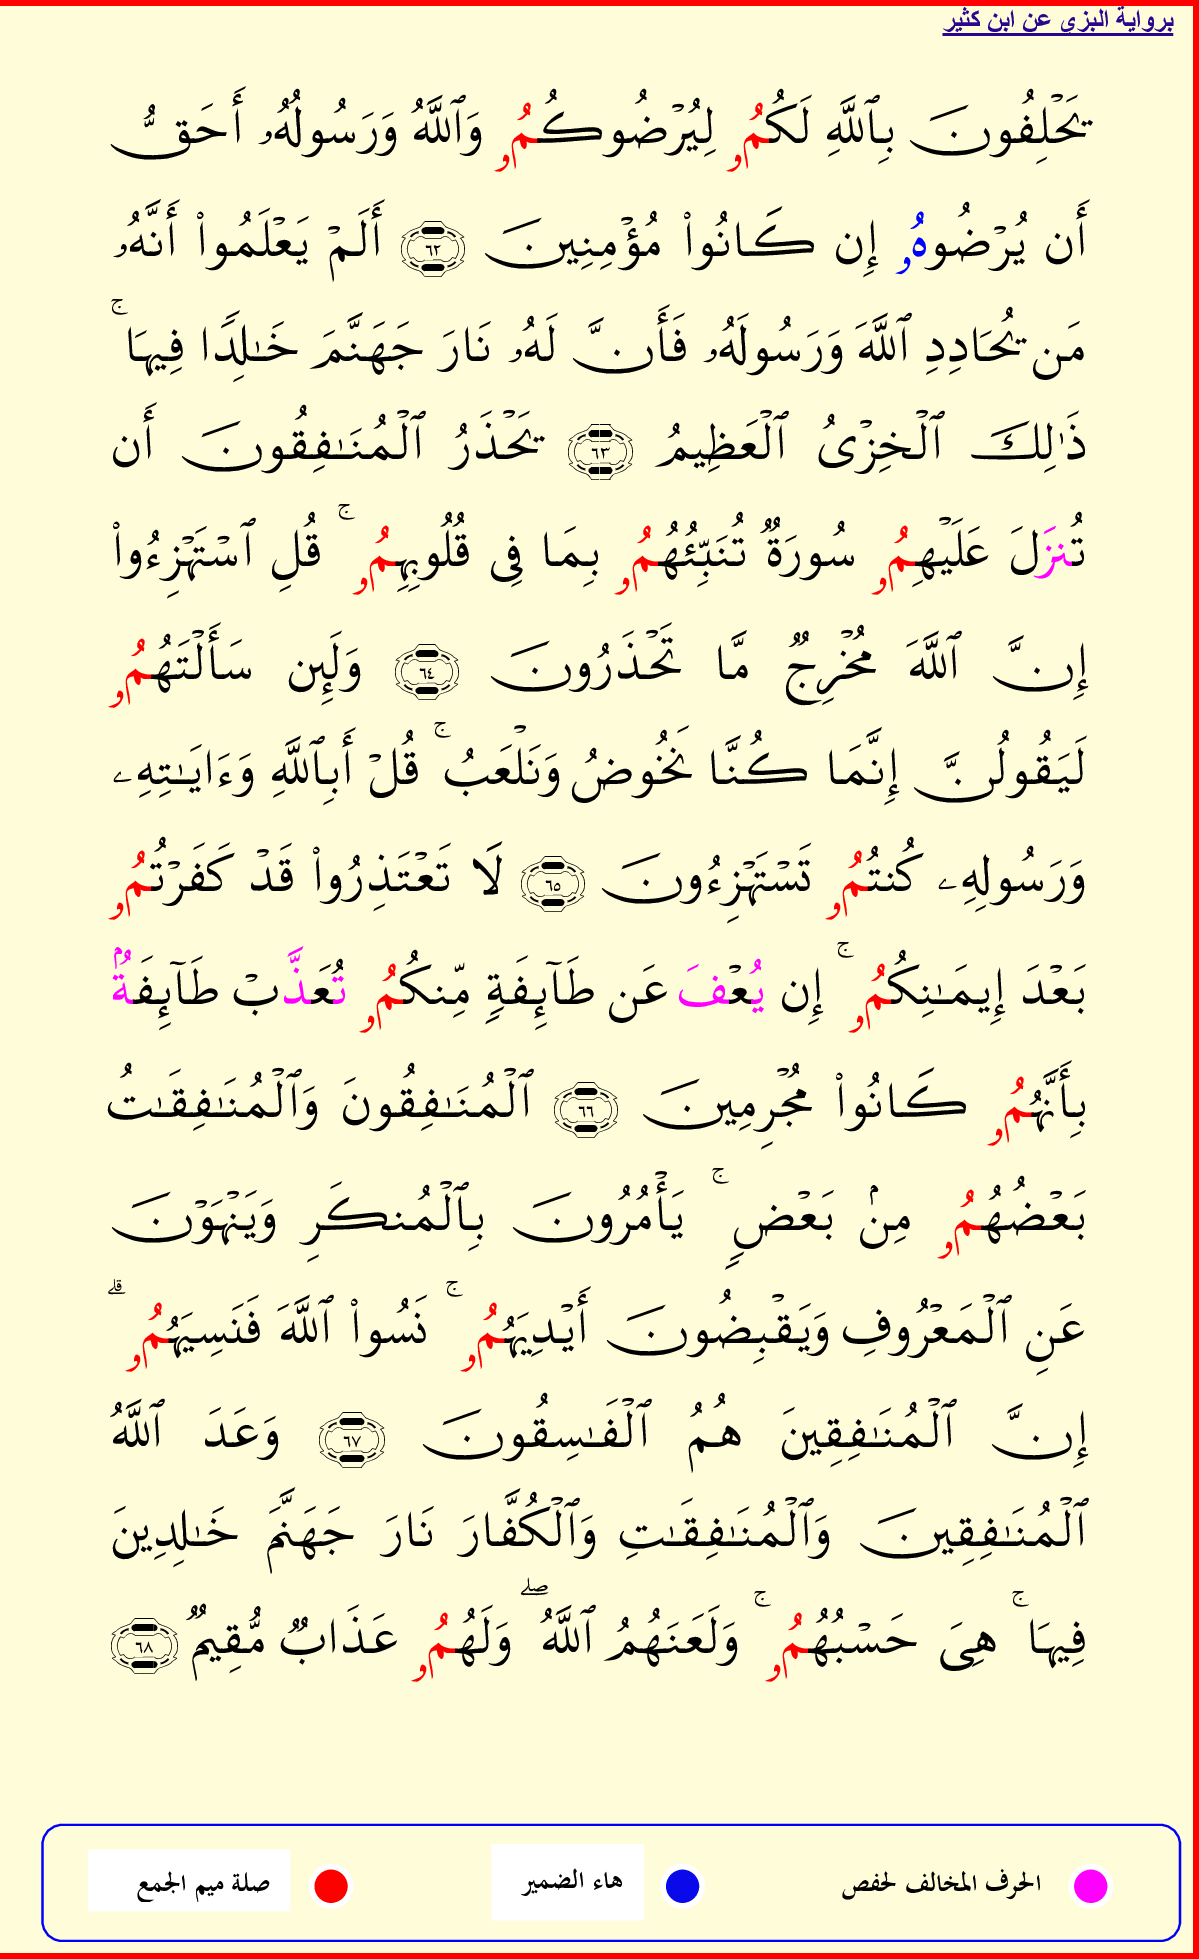 برواية البزى عن ابن كثير
يَحۡلِفُونَ بِٱللَّهِ لَكُمُۥ لِيُرۡضُوكُمُۥ وَٱللَّهُ وَرَسُولُهُۥ أَحَقُّ
أَن يُرۡضُوهُۥ إِن كَانُواْ مُؤۡمِنِينَ ٦٢ أَلَمۡ يَعۡلَمُواْ أَنَّهُۥ
مَن يُحَادِدِ ٱللَّهَ وَرَسُولَهُۥ فَأَنَّ لَهُۥ نَارَ جَهَنَّمَ خَٰلِدًا فِيهَاۚ
ذَٰلِكَ ٱلۡخِزۡىُ ٱلۡعَظِيمُ ٦٣ يَحۡذَرُ ٱلۡمُنَٰفِقُونَ أَن
تُنزَلَ عَلَيۡهِمُۥ سُورَةٌ تُنَبِّئُهُمُۥ بِمَا فِى قُلُوبِهِمُۥۚ قُلِ ٱسۡتَهۡزِءُواْ
إِنَّ ٱللَّهَ مُخۡرِجٌ مَّا تَحۡذَرُونَ ٦٤ وَلَئِن سَأَلۡتَهُمُۥ
لَيَقُولُنَّ إِنَّمَا كُنَّا نَخُوضُ وَنَلۡعَبُۚ قُلۡ أَبِٱللَّهِ وَءَايَٰتِهِۦ
وَرَسُولِهِۦ كُنتُمُۥ تَسۡتَهۡزِءُونَ ٦٥ لَا تَعۡتَذِرُواْ قَدۡ كَفَرۡتُمُۥ
بَعۡدَ إِيمَٰنِكُمُۥۚ إِن يُعۡفَ عَن طَآئِفَةٍ مِّنكُمُۥ تُعَذَّبۡ طَآئِفَةُۢ
بِأَنَّهُمُۥ كَانُواْ مُجۡرِمِينَ ٦٦ ٱلۡمُنَٰفِقُونَ وَٱلۡمُنَٰفِقَٰتُ
بَعۡضُهُمُۥ مِنۢ بَعۡضٍۚ يَأۡمُرُونَ بِٱلۡمُنكَرِ وَيَنۡهَوۡنَ
عَنِ ٱلۡمَعۡرُوفِ وَيَقۡبِضُونَ أَيۡدِيَهُمُۥۚ نَسُواْ ٱللَّهَ فَنَسِيَهُمُۥۗ
إِنَّ ٱلۡمُنَٰفِقِينَ هُمُ ٱلۡفَٰسِقُونَ ٦٧ وَعَدَ ٱللَّهُ
ٱلۡمُنَٰفِقِينَ وَٱلۡمُنَٰفِقَٰتِ وَٱلۡكُفَّارَ نَارَ جَهَنَّمَ خَٰلِدِينَ
فِيهَاۚ هِىَ حَسۡبُهُمُۥۚ وَلَعَنَهُمُ ٱللَّهُۖ وَلَهُمُۥ عَذَابٌ مُّقِيمٌ ٦٨
الحرف المخالف لحفص هاء الضمير صلة ميم الجمع